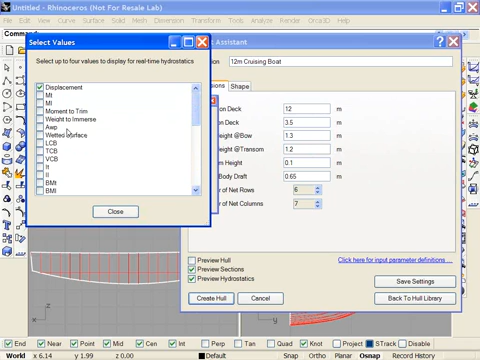 Untitled - Rhinoceros (Not For Resale Lab)
Edit View Curve Surface Solid Mesh Dimension Transform Tools Analyze Render Orca3D Help
Command:
Select Values
Select up to four values to display for real-time hydrostatics
Displacement
Mt
Ml
Moment to Trim
Weight to Immerse
Awp
Wetted Surface
LCB
TCB
VCB
It
Il
BMt
BMl
Close
Assistant
12m Cruising Boat
Shape
on Deck 12 m
on Deck 3.5 m
eight @Bow 1.3 m
eight @Transom 1.2 m
m Height 0.1 m
Body Draft 0.65 m
of Net Rows 6
of Net Columns 7
Preview Hull
Preview Sections
Preview Hydrostatics
Click here for input parameter definitions ...
Save Settings
Create Hull Cancel Back To Hull Library
z
x
z
y
End Near Point Mid Cen Int Perp Tan Quad Knot Project STrack Disable
World x 6.14 y 1.99 z 0.00 Default Snap Ortho Planar Osnap Record History